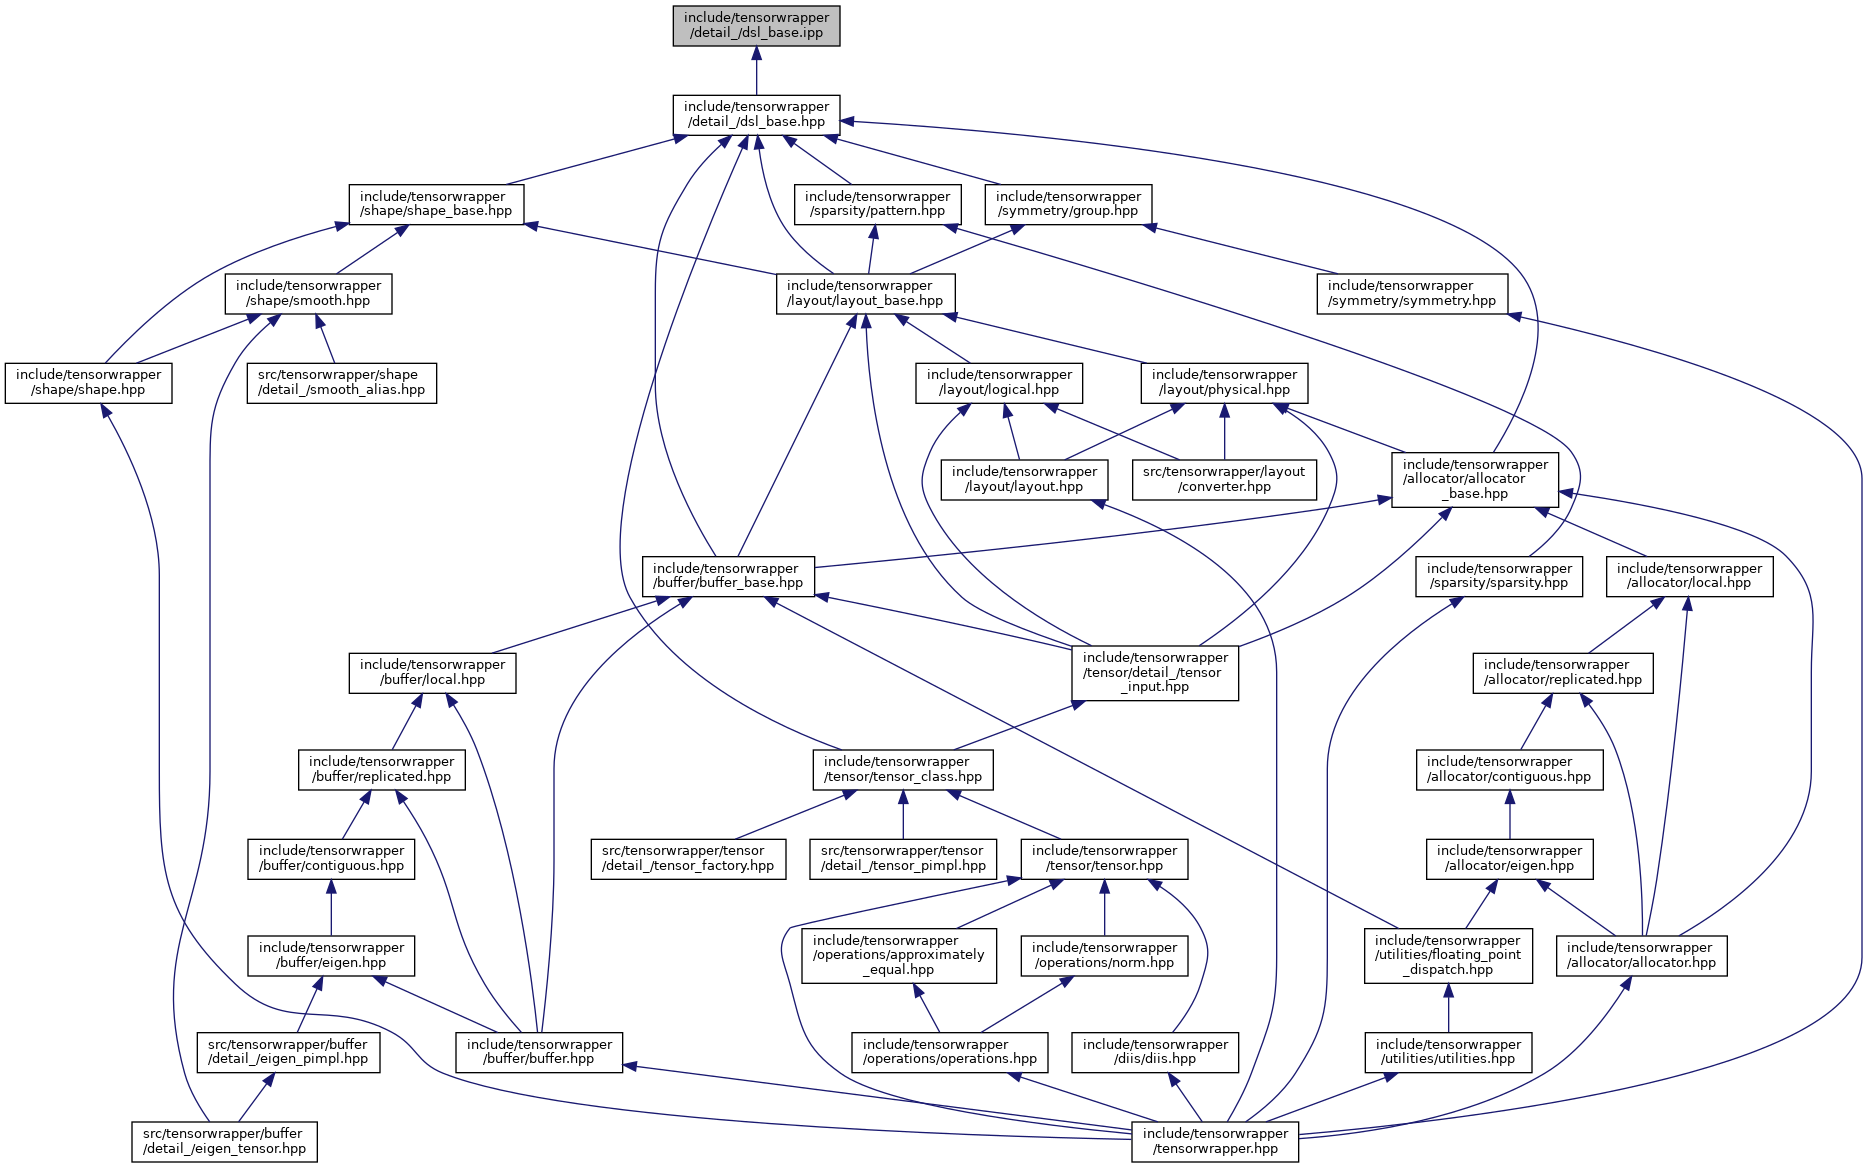 include/tensorwrapper
/detail_/dsl_base.ipp
include/tensorwrapper
/detail_/dsl_base.hpp
include/tensorwrapper
/shape/shape_base.hpp
include/tensorwrapper
/sparsity/pattern.hpp
include/tensorwrapper
/symmetry/group.hpp
include/tensorwrapper
/shape/smooth.hpp
include/tensorwrapper
/layout/layout_base.hpp
include/tensorwrapper
/symmetry/symmetry.hpp
include/tensorwrapper
/shape/shape.hpp
src/tensorwrapper/shape
/detail_/smooth_alias.hpp
include/tensorwrapper
/layout/logical.hpp
include/tensorwrapper
/layout/physical.hpp
include/tensorwrapper
/layout/layout.hpp
src/tensorwrapper/layout
/converter.hpp
include/tensorwrapper
/allocator/allocator
_base.hpp
include/tensorwrapper
/buffer/buffer_base.hpp
include/tensorwrapper
/sparsity/sparsity.hpp
include/tensorwrapper
/allocator/local.hpp
include/tensorwrapper
/buffer/local.hpp
include/tensorwrapper
/tensor/detail_/tensor
_input.hpp
include/tensorwrapper
/allocator/replicated.hpp
include/tensorwrapper
/buffer/replicated.hpp
include/tensorwrapper
/tensor/tensor_class.hpp
include/tensorwrapper
/allocator/contiguous.hpp
include/tensorwrapper
/buffer/contiguous.hpp
src/tensorwrapper/tensor
/detail_/tensor_factory.hpp
src/tensorwrapper/tensor
/detail_/tensor_pimpl.hpp
include/tensorwrapper
/tensor/tensor.hpp
include/tensorwrapper
/allocator/eigen.hpp
include/tensorwrapper
/buffer/eigen.hpp
include/tensorwrapper
/operations/approximately
_equal.hpp
include/tensorwrapper
/operations/norm.hpp
include/tensorwrapper
/utilities/floating_point
_dispatch.hpp
include/tensorwrapper
/allocator/allocator.hpp
src/tensorwrapper/buffer
/detail_/eigen_pimpl.hpp
include/tensorwrapper
/buffer/buffer.hpp
include/tensorwrapper
/operations/operations.hpp
include/tensorwrapper
/diis/diis.hpp
include/tensorwrapper
/utilities/utilities.hpp
src/tensorwrapper/buffer
/detail_/eigen_tensor.hpp
include/tensorwrapper
/tensorwrapper.hpp